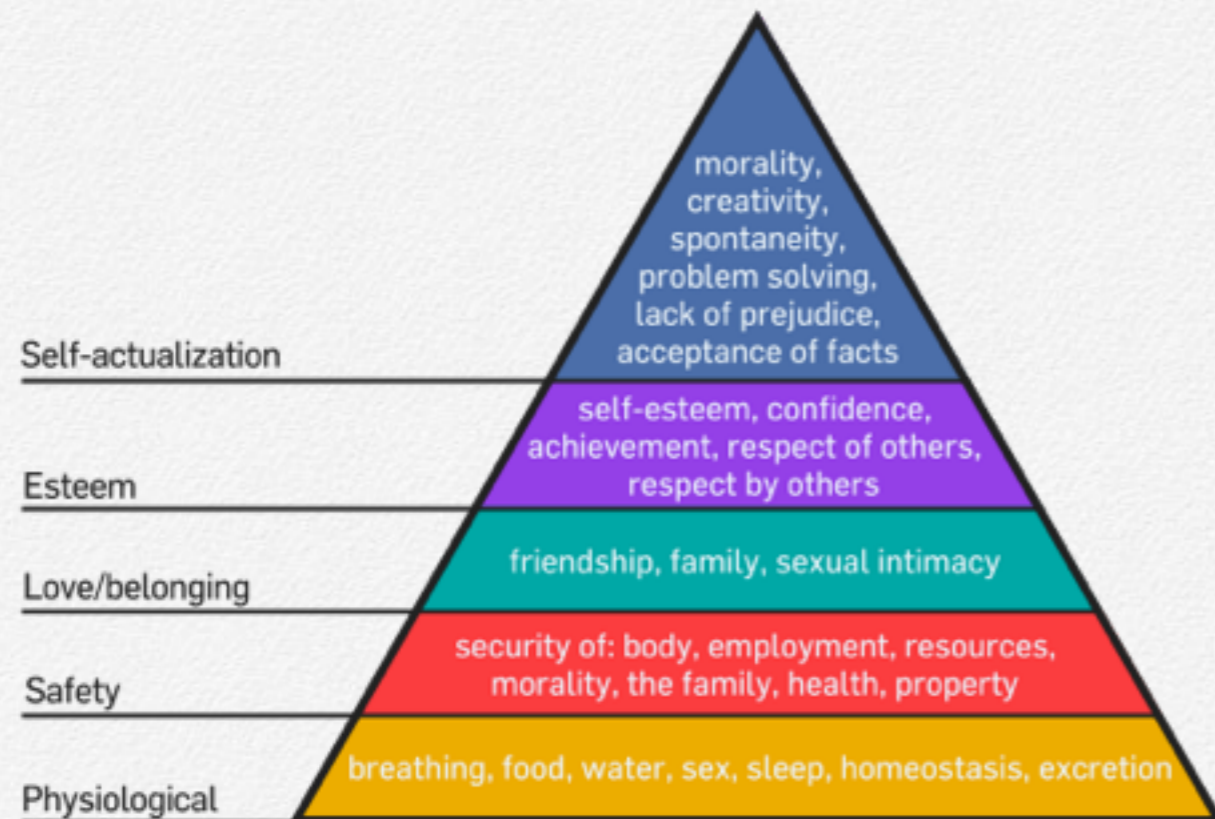 morality,
creativity,
spontaneity,
problem solving,
lack of prejudice,
acceptance of facts
Self-actualization
self-esteem, confidence,
achievement, respect of others,
respect by others
Esteem
friendship, family, sexual intimacy
Love/belonging
security of: body, employment, resources,
morality, the family, health, property
Safety
breathing, food, water, sex, sleep, homeostasis, excretion
Physiological